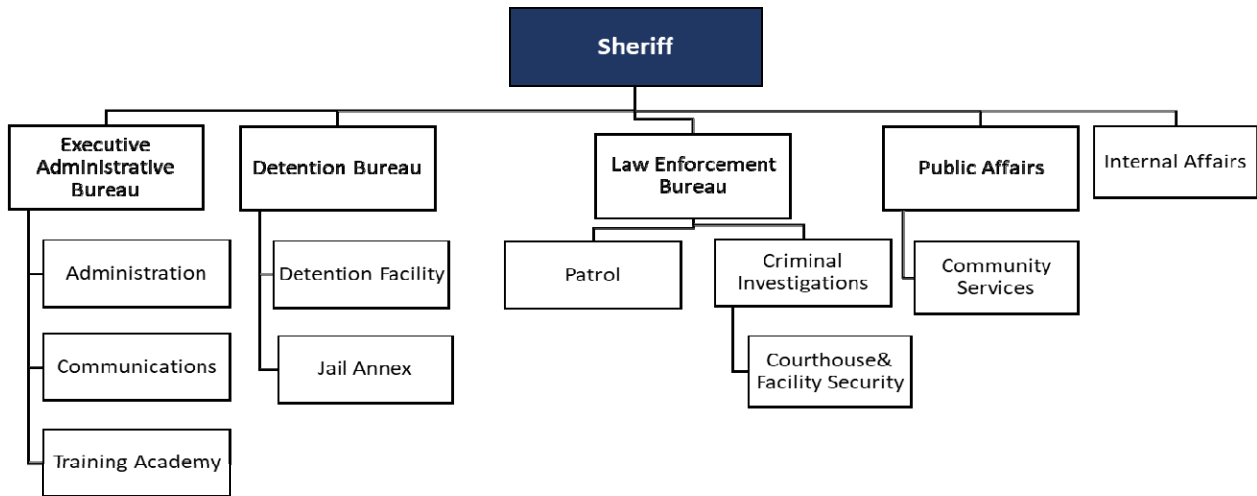 Sheriff
Executive
Administrative
Bureau
Detention Bureau
Law Enforcement
Bureau
Public Affairs
Internal Affairs
Administration
Communications
Training Academy
Detention Facility
Jail Annex
Patrol
Criminal
Investigations
Courthouse&
Facility Security
Community
Services